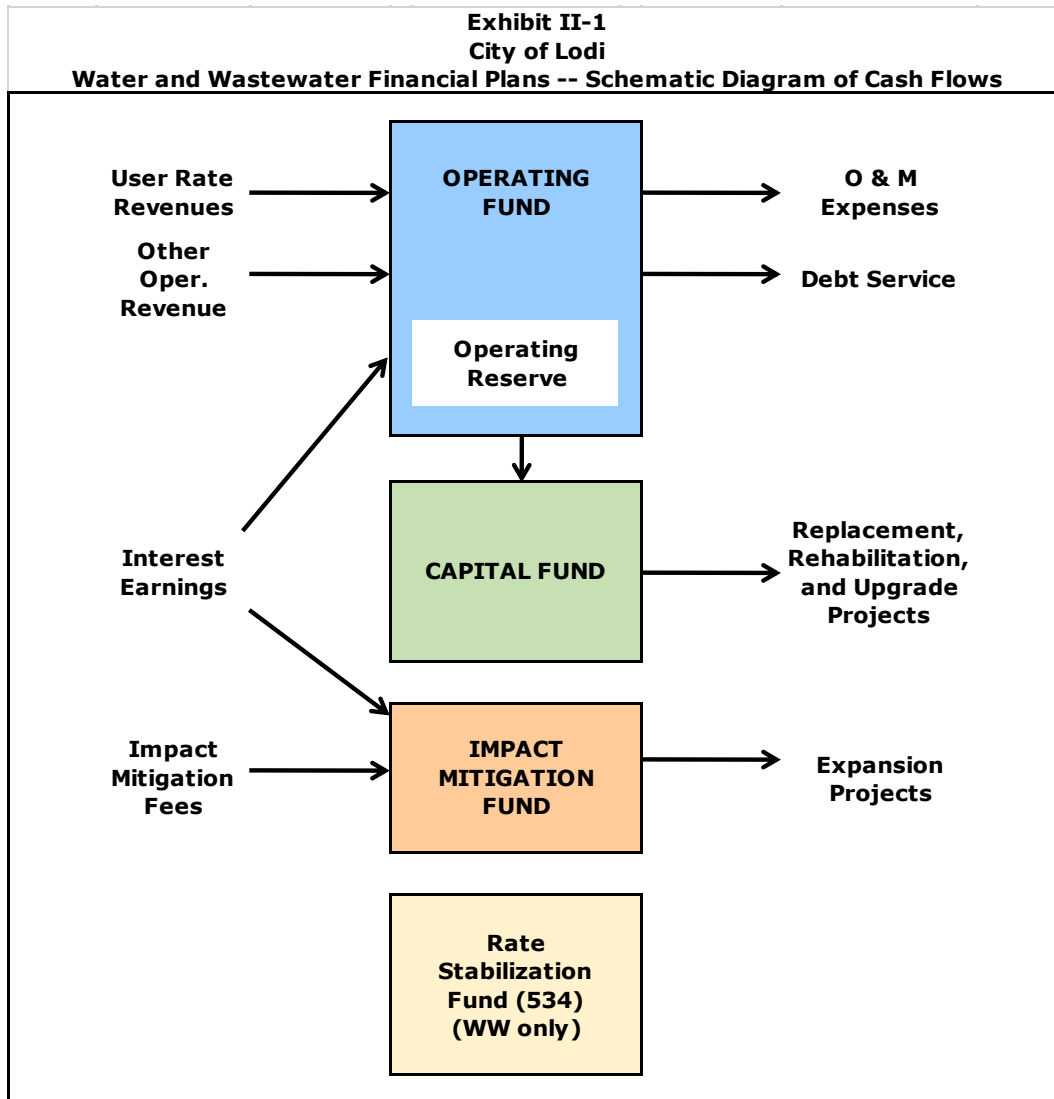 Exhibit II-1
City of Lodi
Water and Wastewater Financial Plans -- Schematic Diagram of Cash Flows
User Rate
Revenues
OPERATING
FUND
O & M
Expenses
Other
Oper.
Revenue
Debt Service
Operating
Reserve
Interest
Earnings
CAPITAL FUND
Replacement,
Rehabilitation,
and Upgrade
Projects
Impact
Mitigation
Fees
IMPACT
MITIGATION
FUND
Expansion
Projects
Rate
Stabilization
Fund (534)
(WW only)